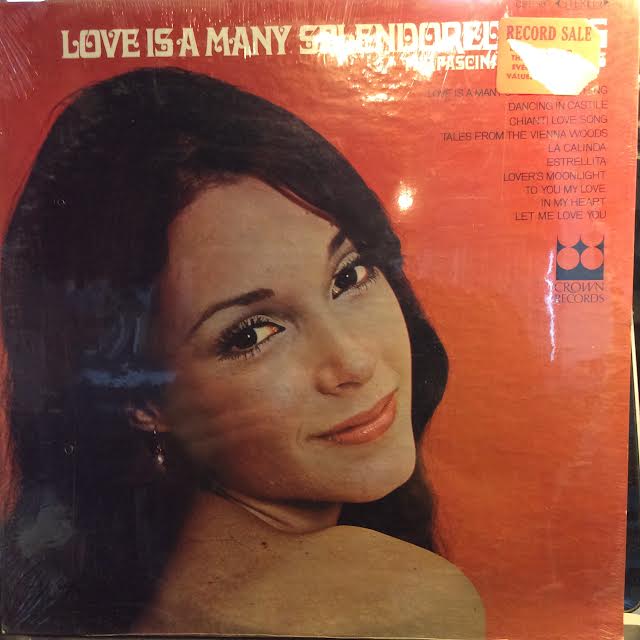 STEREO
LOVE IS A MANY SPLENDORED
RECORD SALE
VALUE
LOVE IS A MANY
DANCING IN CASTILE
CHIANTI LOVE SONG
TALES FROM THE VIENNA WOODS
LA CALINDA
ESTRELLITA
LOVER'S MOONLIGHT
TO YOU MY LOVE
IN MY HEART
LET ME LOVE YOU
CROWN
RECORDS